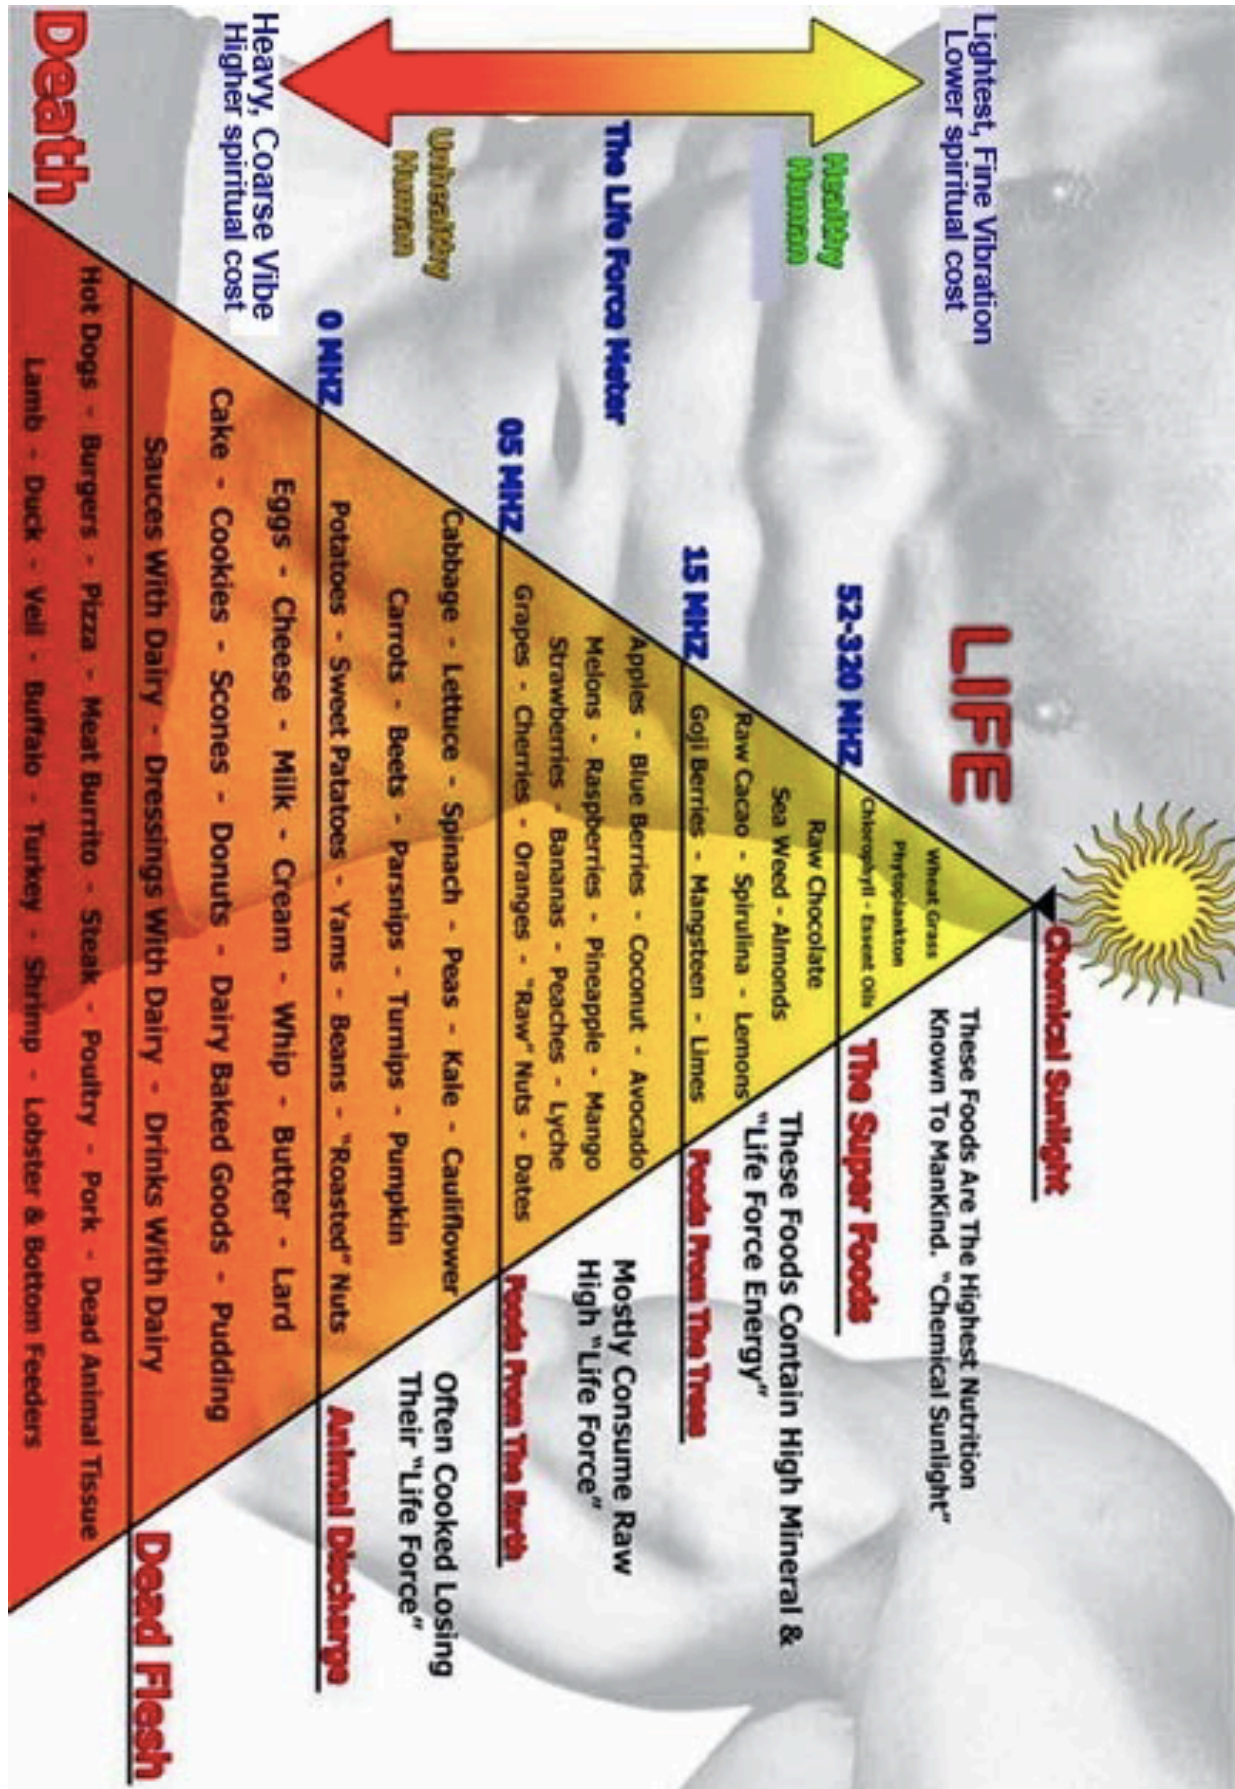 Lightest, Fine Vibration
Lower spiritual cost
LIFE
Chemical Sunlight
These Foods Are The Highest Nutrition
Known To ManKind. "Chemical Sunlight"
Wheat Grass
Phytoplankton
Chlorophyll - Essent Oils
Healthy
Human
52-320 MHZ
The Super Foods
Raw Chocolate
Sea Weed - Almonds
Raw Cacao - Spirulina - Lemons
Goji Berries - Mangsteen - Limes
These Foods Contain High Mineral &
"Life Force Energy"
The Life Force Meter
15 MHZ
Foods From The Trees
Apples - Blue Berries - Coconut - Avocado
Melons - Raspberries - Pineapple - Mango
Strawberries - Bananas - Peaches - Lyche
Grapes - Cherries - Oranges - "Raw" Nuts - Dates
Mostly Consume Raw
High "Life Force"
Unhealthy
Human
05 MHZ
Foods From The Earth
Cabbage - Lettuce - Spinach - Peas - Kale - Cauliflower
Carrots - Beets - Parsnips - Turnips - Pumpkin
Potatoes - Sweet Patatoes - Yams - Beans - "Roasted" Nuts
Often Cooked Losing
Their "Life Force"
Heavy, Coarse Vibe
Higher spiritual cost
0 MHZ
Animal Discharge
Eggs - Cheese - Milk - Cream - Whip - Butter - Lard
Cake - Cookies - Scones - Donuts - Dairy Baked Goods - Pudding
Sauces With Dairy - Dressings With Dairy - Drinks With Dairy
Death
Dead Flesh
Hot Dogs - Burgers - Pizza - Meat Burrito - Steak - Poultry - Pork - Dead Animal Tissue
Lamb - Duck - Veil - Buffalo - Turkey - Shrimp - Lobster & Bottom Feeders